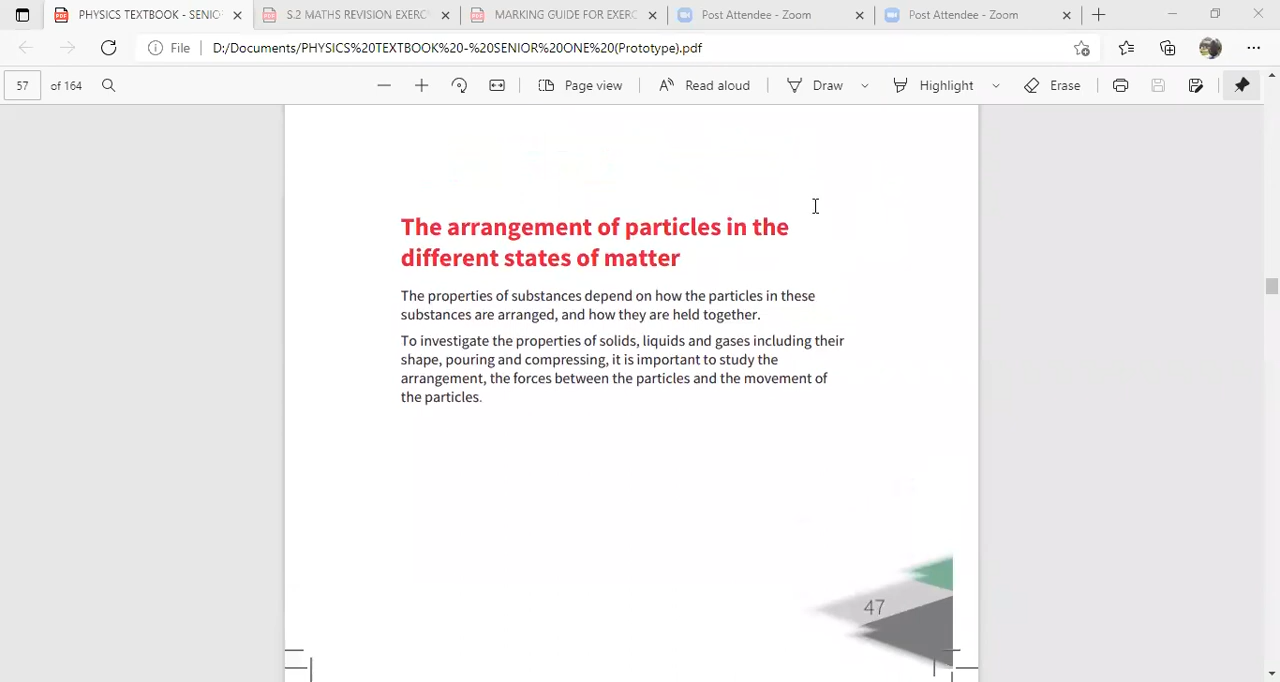 PHYSICS TEXTBOOK - SENIO
S.2 MATHS REVISION EXERC
MARKING GUIDE FOR EXERC
Post Attendee - Zoom
Post Attendee - Zoom
File
D:/Documents/PHYSICS%20TEXTBOOK%20-%20SENIOR%20ONE%20(Prototype).pdf
57 of 164
Page view
Read aloud
Draw
Highlight
Erase
The arrangement of particles in the
different states of matter
The properties of substances depend on how the particles in these
substances are arranged, and how they are held together.
To investigate the properties of solids, liquids and gases including their
shape, pouring and compressing, it is important to study the
arrangement, the forces between the particles and the movement of
the particles.
47